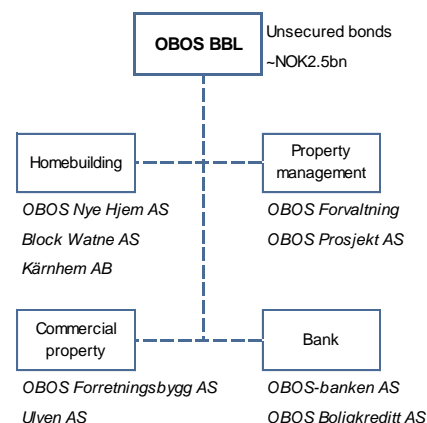 OBOS BBL
Unsecured bonds
~NOK2.5bn
Homebuilding
OBOS Nye Hjem AS
Block Watne AS
Kärnhem AB
Property
management
OBOS Forvaltning
OBOS Prosjekt AS
Commercial
property
OBOS Forretningsbygg AS
Ulven AS
Bank
OBOS-banken AS
OBOS Boligkreditt AS